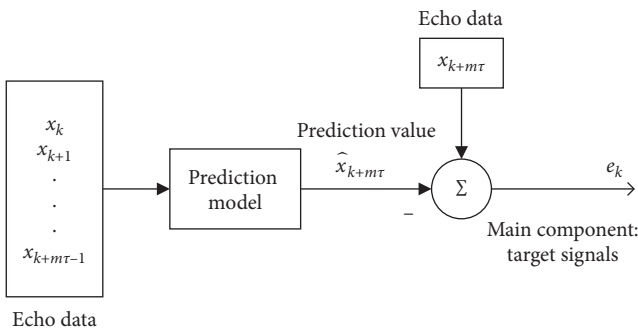 Echo data
x_{k+mτ}
x_k
x_{k+1}
.
.
.
x_{k+mτ–1}
Echo data
Prediction
model
Prediction value
x̂_{k+mτ}
–
Σ
e_k
Main component:
target signals